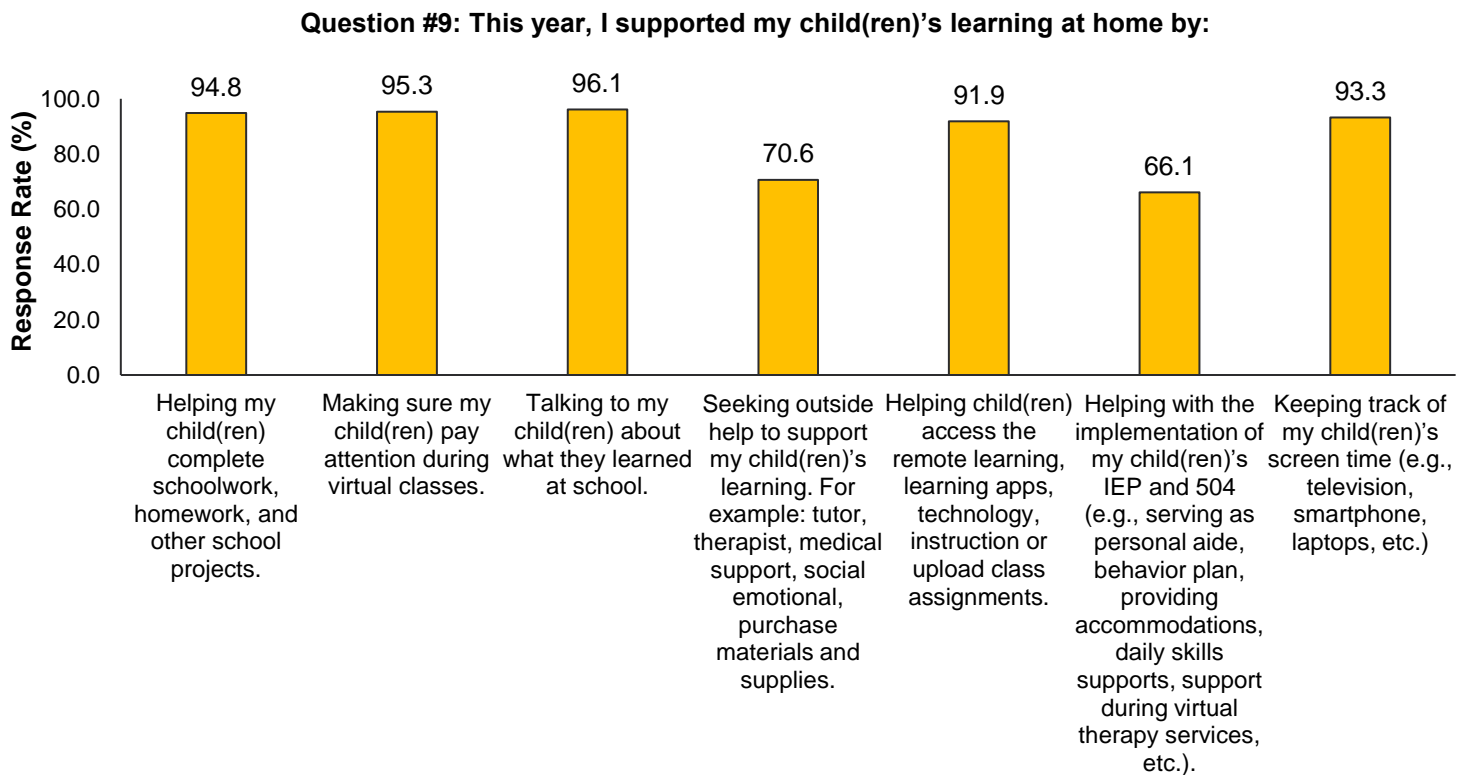 Question #9: This year, I supported my child(ren)’s learning at home by:
Response Rate (%)
100.0
80.0
60.0
40.0
20.0
0.0
94.8
95.3
96.1
70.6
91.9
66.1
93.3
Helping my
child(ren)
complete
schoolwork,
homework, and
other school
projects.
Making sure my
child(ren) pay
attention during
virtual classes.
Talking to my
child(ren) about
what they learned
at school.
Seeking outside
help to support
my child(ren)’s
learning. For
example: tutor,
therapist, medical
support, social
emotional,
purchase
materials and
supplies.
Helping child(ren)
access the
remote learning,
learning apps,
technology,
instruction or
upload class
assignments.
Helping with the
implementation of
my child(ren)’s
IEP and 504
(e.g., serving as
personal aide,
behavior plan,
providing
accommodations,
daily skills
supports, support
during virtual
therapy services,
etc.).
Keeping track of
my child(ren)’s
screen time (e.g.,
television,
smartphone,
laptops, etc.)